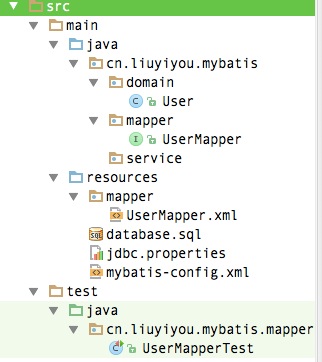 src
main
java
cn.liuyiyou.mybatis
domain
C User
mapper
I UserMapper
service
resources
mapper
<> UserMapper.xml
SQL database.sql
jdbc.properties
<> mybatis-config.xml
test
java
cn.liuyiyou.mybatis.mapper
C UserMapperTest